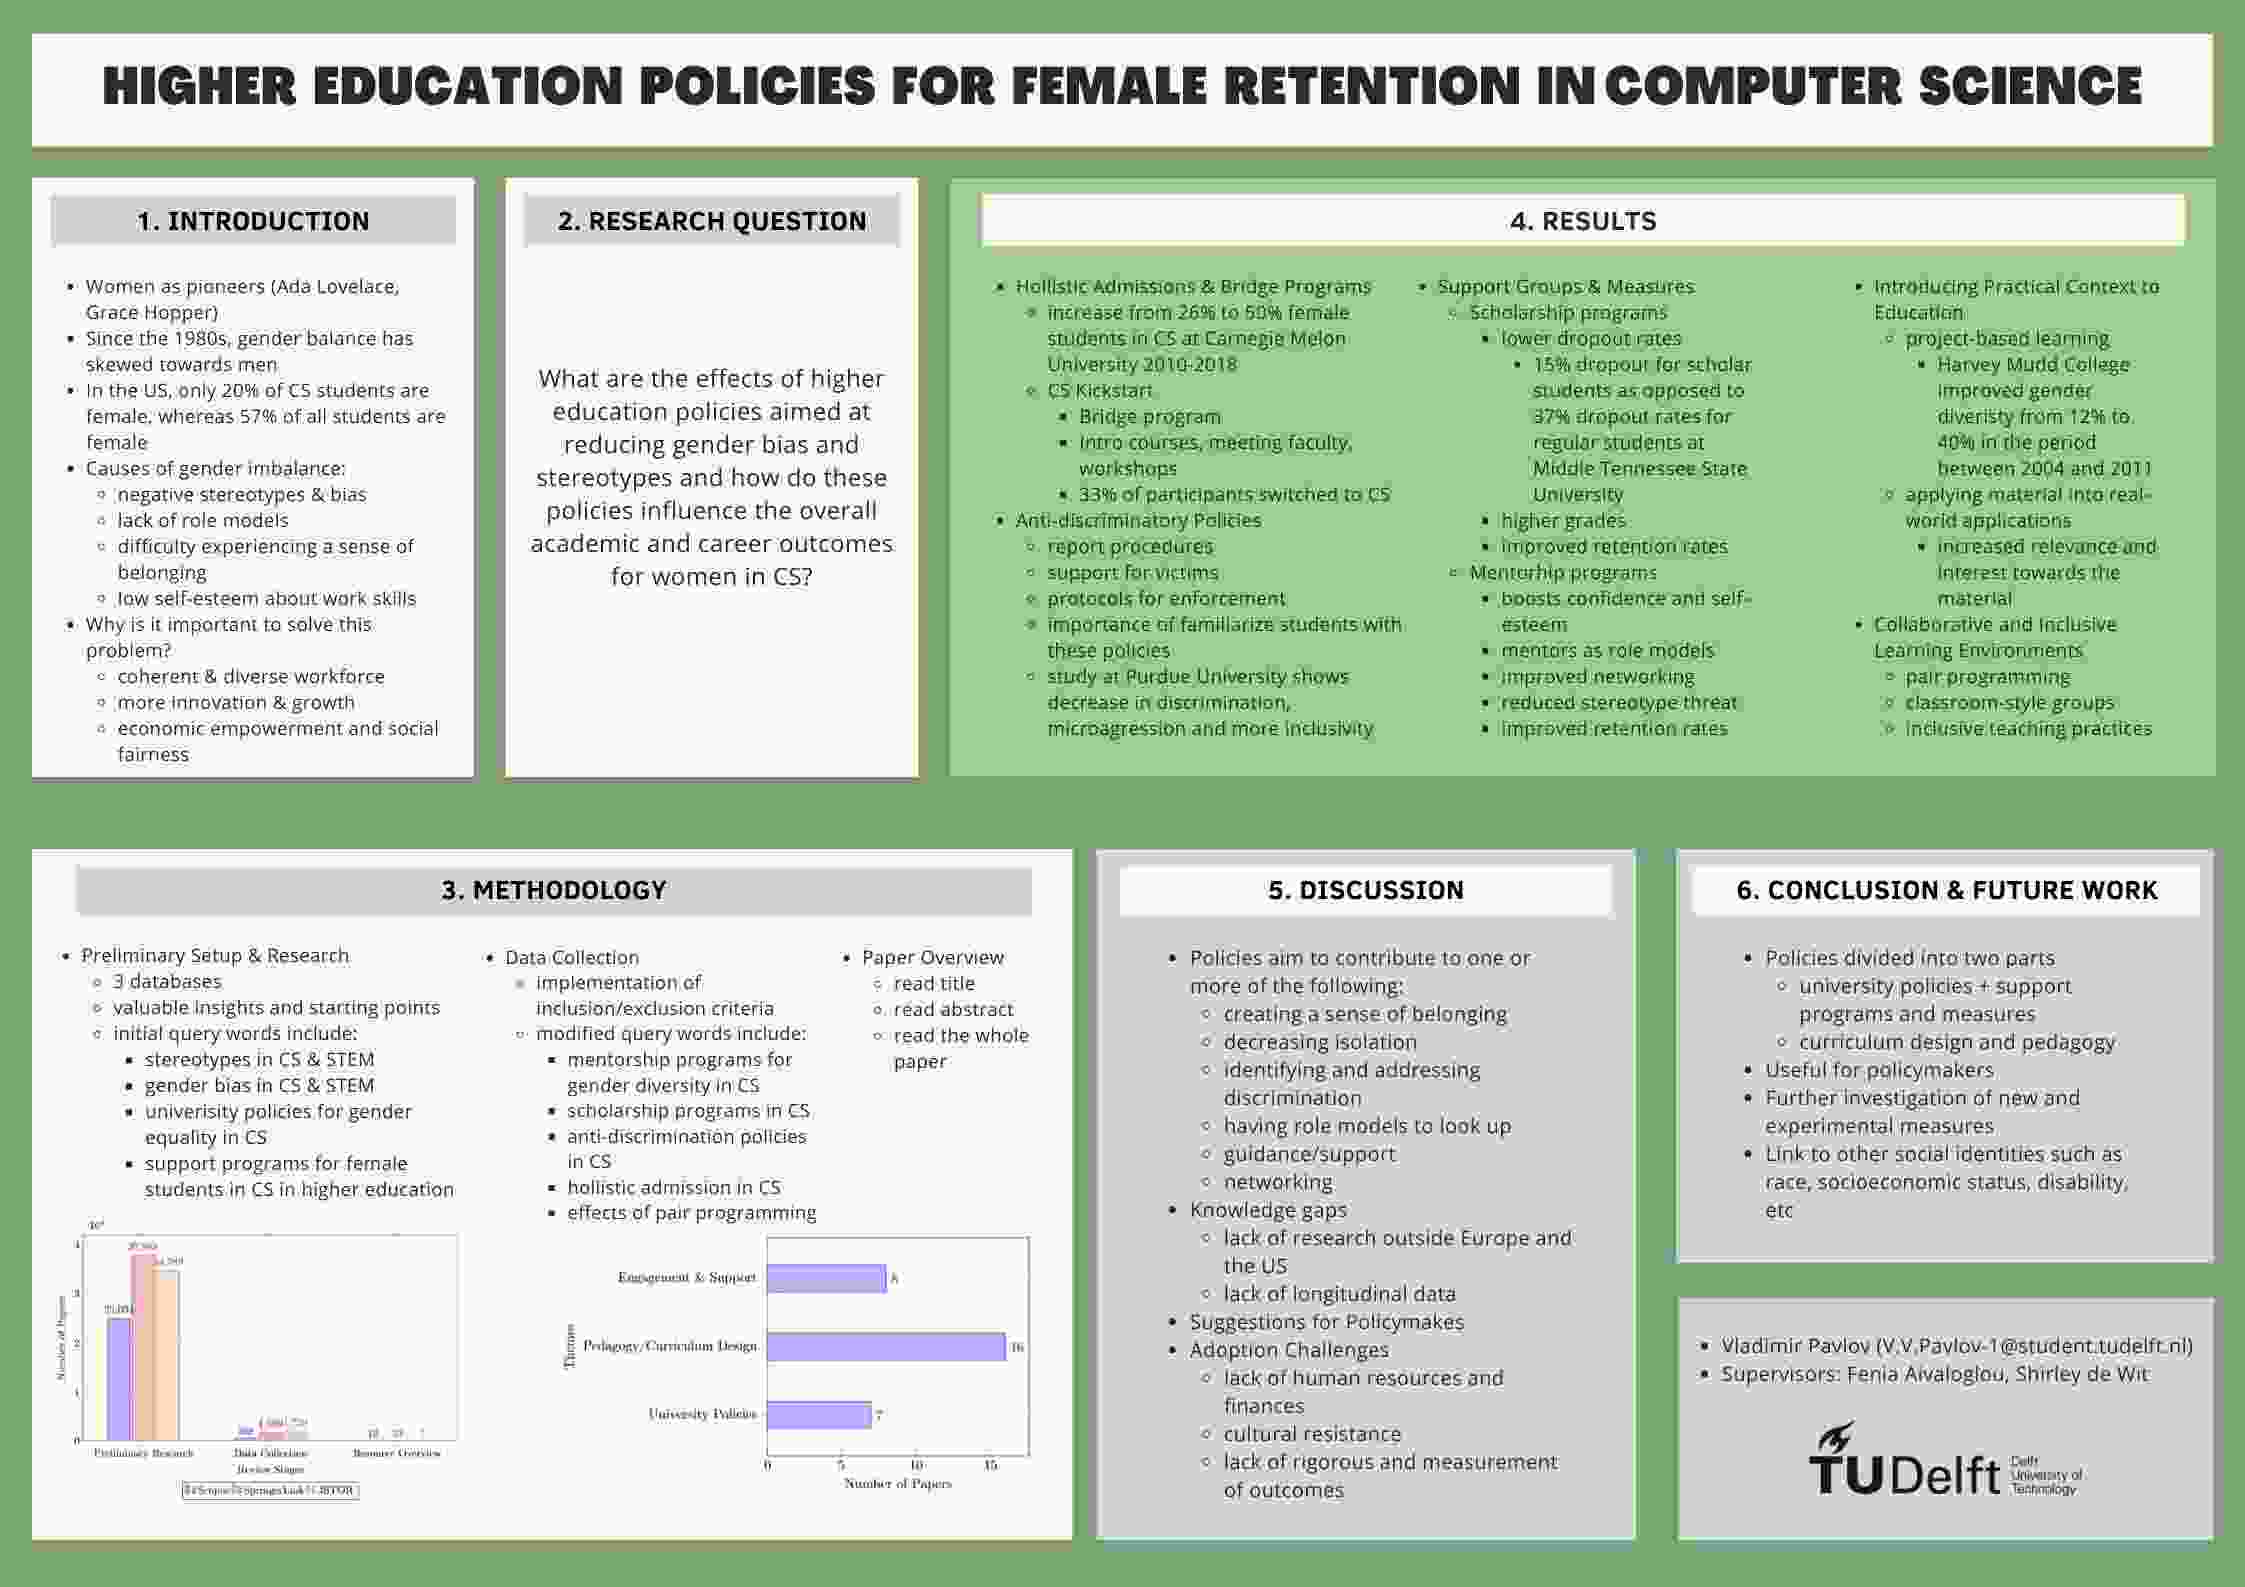 HIGHER EDUCATION POLICIES FOR FEMALE RETENTION IN COMPUTER SCIENCE
1. INTRODUCTION
Women as pioneers (Ada Lovelace,
Grace Hopper)
Since the 1980s, gender balance has
skewed towards men
In the US, only 20% of CS students are
female, whereas 57% of all students are
female
Causes of gender imbalance:
negative stereotypes & bias
lack of role models
difficulty experiencing a sense of
belonging
low self-esteem about work skills
Why is it important to solve this
problem?
coherent & diverse workforce
more innovation & growth
economic empowerment and social
fairness
2. RESEARCH QUESTION
What are the effects of higher
education policies aimed at
reducing gender bias and
stereotypes and how do these
policies influence the overall
academic and career outcomes
for women in CS?
3. METHODOLOGY
Preliminary Setup & Research
3 databases
valuable insights and starting points
initial query words include:
stereotypes in CS & STEM
gender bias in CS & STEM
univerisity policies for gender
equality in CS
support programs for female
students in CS in higher education
Data Collection
implementation of
inclusion/exclusion criteria
modified query words include:
mentorship programs for
gender diversity in CS
scholarship programs in CS
anti-discrimination policies
in CS
hollistic admission in CS
effects of pair programming
Paper Overview
read title
read abstract
read the whole
paper
4
3
2
1
0
Number of Papers
Preliminary Research
Data Collection
Resource Overview
Review Stages
Scopus SpringerLink JSTOR
Themes
Engagement & Support
8
Pedagogy/Curriculum Design
16
University Policies
7
0 5 10 15
Number of Papers
4. RESULTS
Hollistic Admissions & Bridge Programs
increase from 26% to 50% female
students in CS at Carnegie Melon
University 2010-2018
CS Kickstart
Bridge program
Intro courses, meeting faculty,
workshops
33% of participants switched to CS
Anti-discriminatory Policies
report procedures
support for victims
protocols for enforcement
importance of familiarize students with
these policies
study at Purdue University shows
decrease in discrimination,
microagression and more inclusivity
Support Groups & Measures
Scholarship programs
lower dropout rates
15% dropout for scholar
students as opposed to
37% dropout rates for
regular students at
Middle Tennessee State
University
higher grades
improved retention rates
Mentorhip programs
boosts confidence and self-
esteem
mentors as role models
improved networking
reduced stereotype threat
improved retention rates
Introducing Practical Context to
Education
project-based learning
Harvey Mudd College
improved gender
diveristy from 12% to
40% in the period
between 2004 and 2011
applying material into real-
world applications
increased relevance and
interest towards the
material
Collaborative and Inclusive
Learning Environments
pair programming
classroom-style groups
inclusive teaching practices
5. DISCUSSION
Policies aim to contribute to one or
more of the following:
creating a sense of belonging
decreasing isolation
identifying and addressing
discrimination
having role models to look up
guidance/support
networking
Knowledge gaps
lack of research outside Europe and
the US
lack of longitudinal data
Suggestions for Policymakes
Adoption Challenges
lack of human resources and
finances
cultural resistance
lack of rigorous and measurement
of outcomes
6. CONCLUSION & FUTURE WORK
Policies divided into two parts
university policies + support
programs and measures
curriculum design and pedagogy
Useful for policymakers
Further investigation of new and
experimental measures
Link to other social identities such as
race, socioeconomic status, disability,
etc
Vladimir Pavlov (V.V.Pavlov-1@student.tudelft.nl)
Supervisors: Fenia Aivaloglou, Shirley de Wit
TUDelft
Delft
University of
Technology